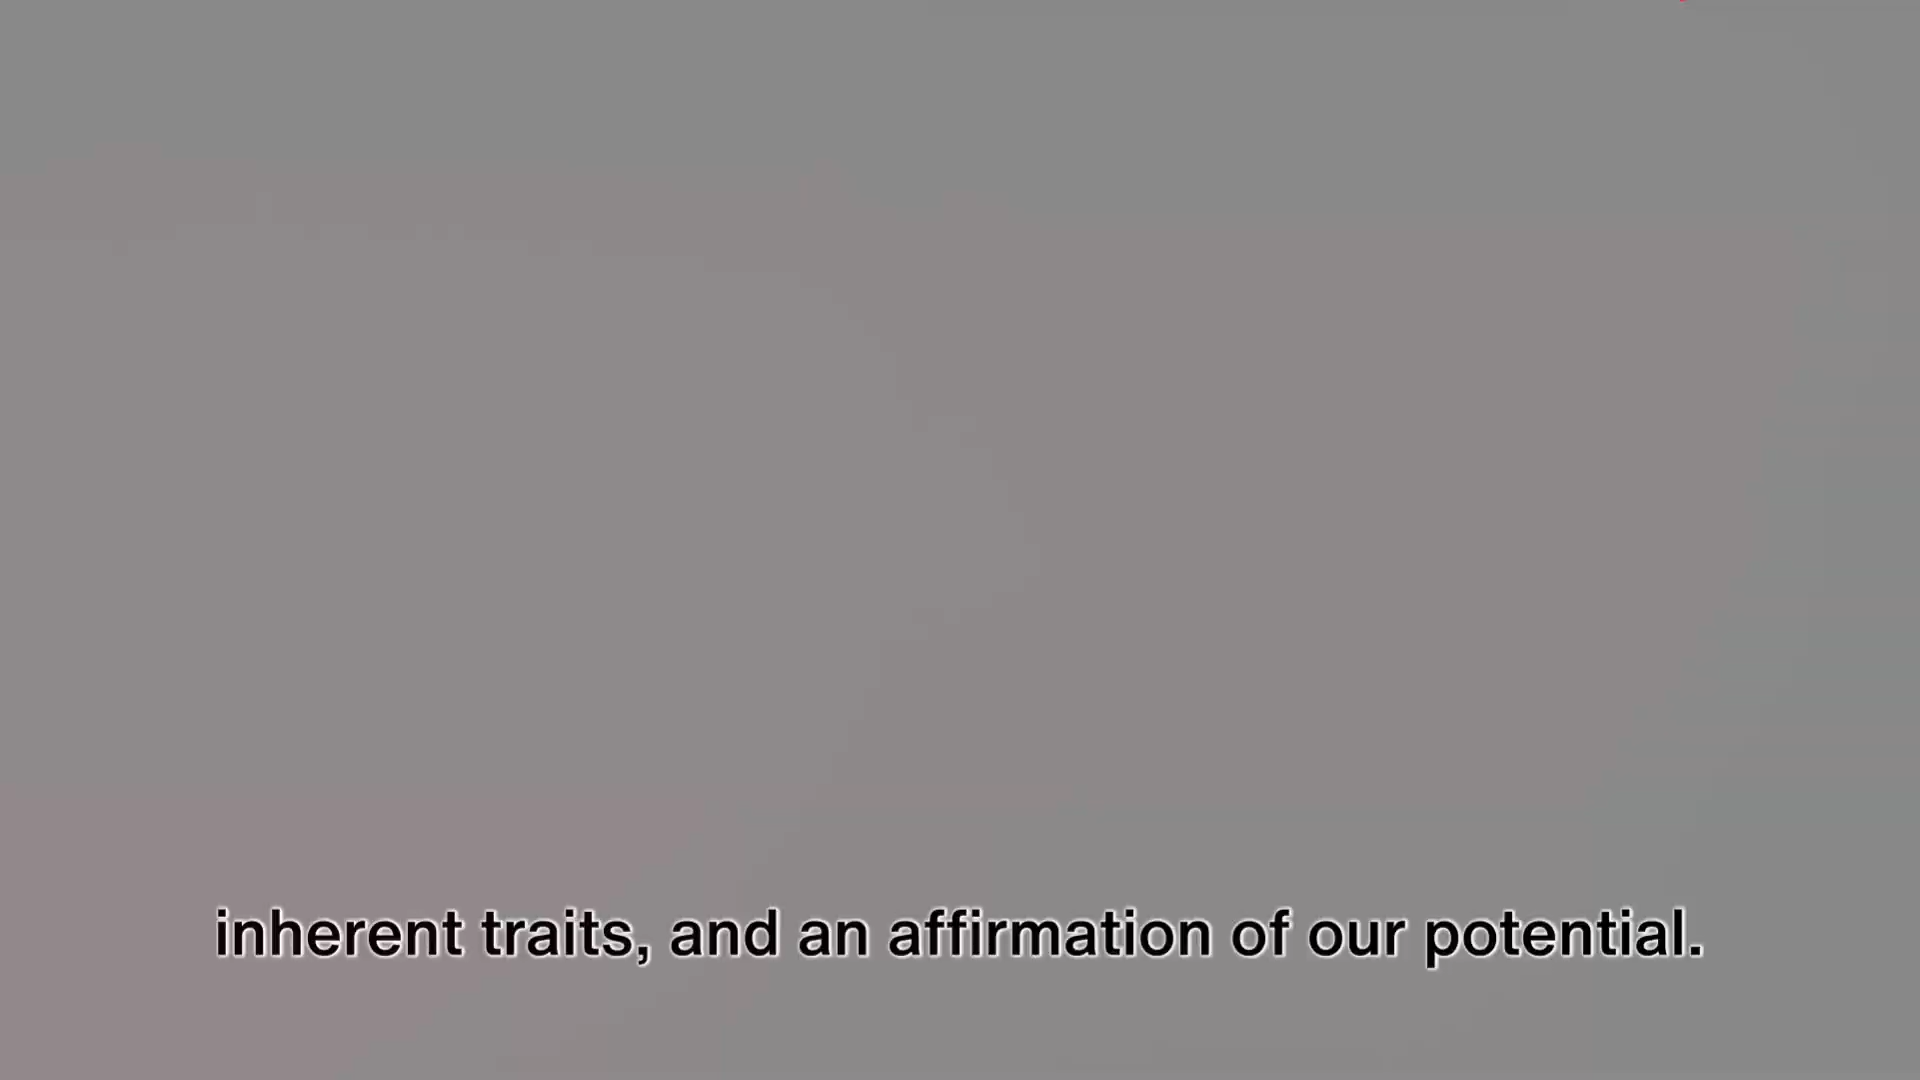 inherent traits, and an affirmation of our potential.